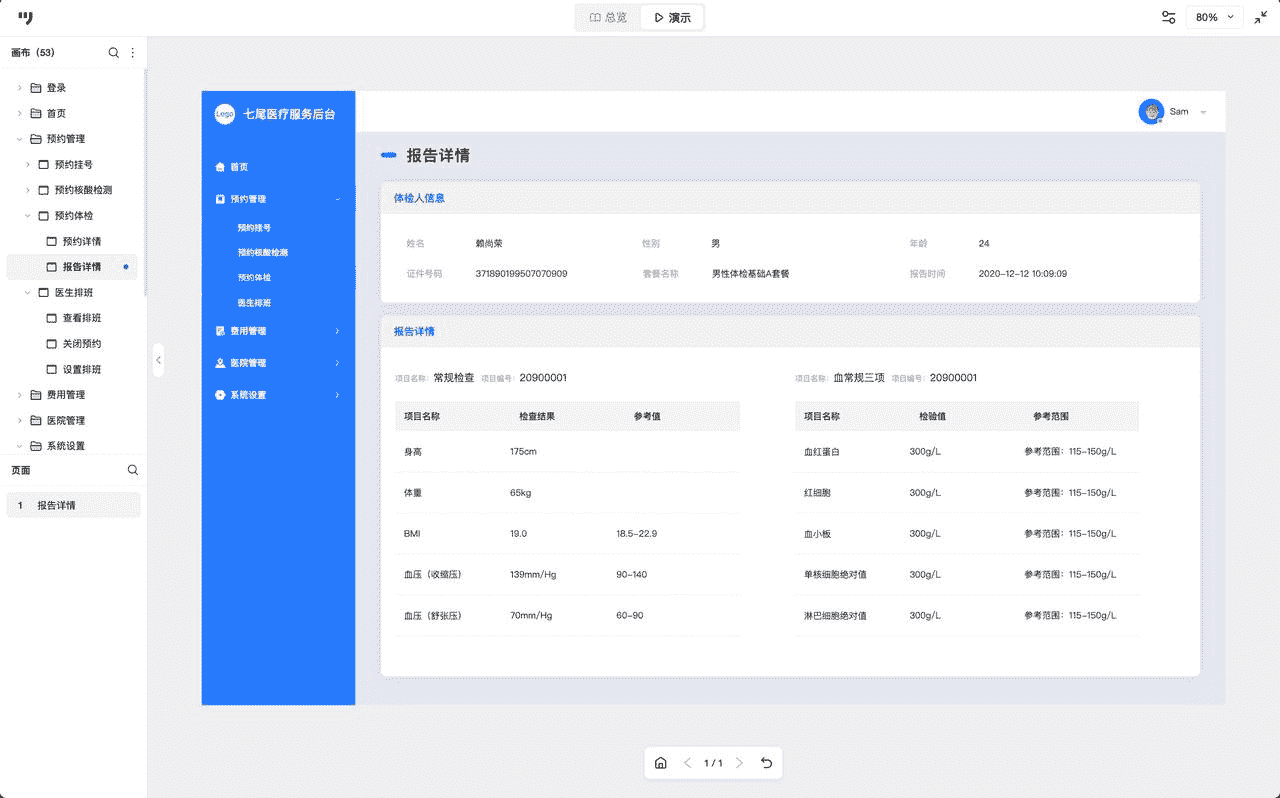 总览
演示
80%
画布（53）
登录
首页
预约管理
预约挂号
预约核酸检测
预约体检
预约详情
报告详情
医生排班
查看排班
关闭预约
设置排班
费用管理
医院管理
系统设置
页面
1 报告详情
Logo 七尾医疗服务后台
首页
预约管理
预约挂号
预约核酸检测
预约体检
医生排班
费用管理
医院管理
系统设置
Sam
报告详情
体检人信息
姓名 赖尚荣 性别 男 年龄 24
证件号码 371890199507070909 套餐名称 男性体检基础A套餐 报告时间 2020-12-12 10:09:09
报告详情
项目名称: 常规检查 项目编号: 20900001
项目名称 检查结果 参考值
身高 175cm
体重 65kg
BMI 19.0 18.5-22.9
血压（收缩压） 139mm/Hg 90-140
血压（舒张压） 70mm/Hg 60-90
项目名称: 血常规三项 项目编号: 20900001
项目名称 检验值 参考范围
血红蛋白 300g/L 参考范围：115-150g/L
红细胞 300g/L 参考范围：115-150g/L
血小板 300g/L 参考范围：115-150g/L
单核细胞绝对值 300g/L 参考范围：115-150g/L
淋巴细胞绝对值 300g/L 参考范围：115-150g/L
1 / 1